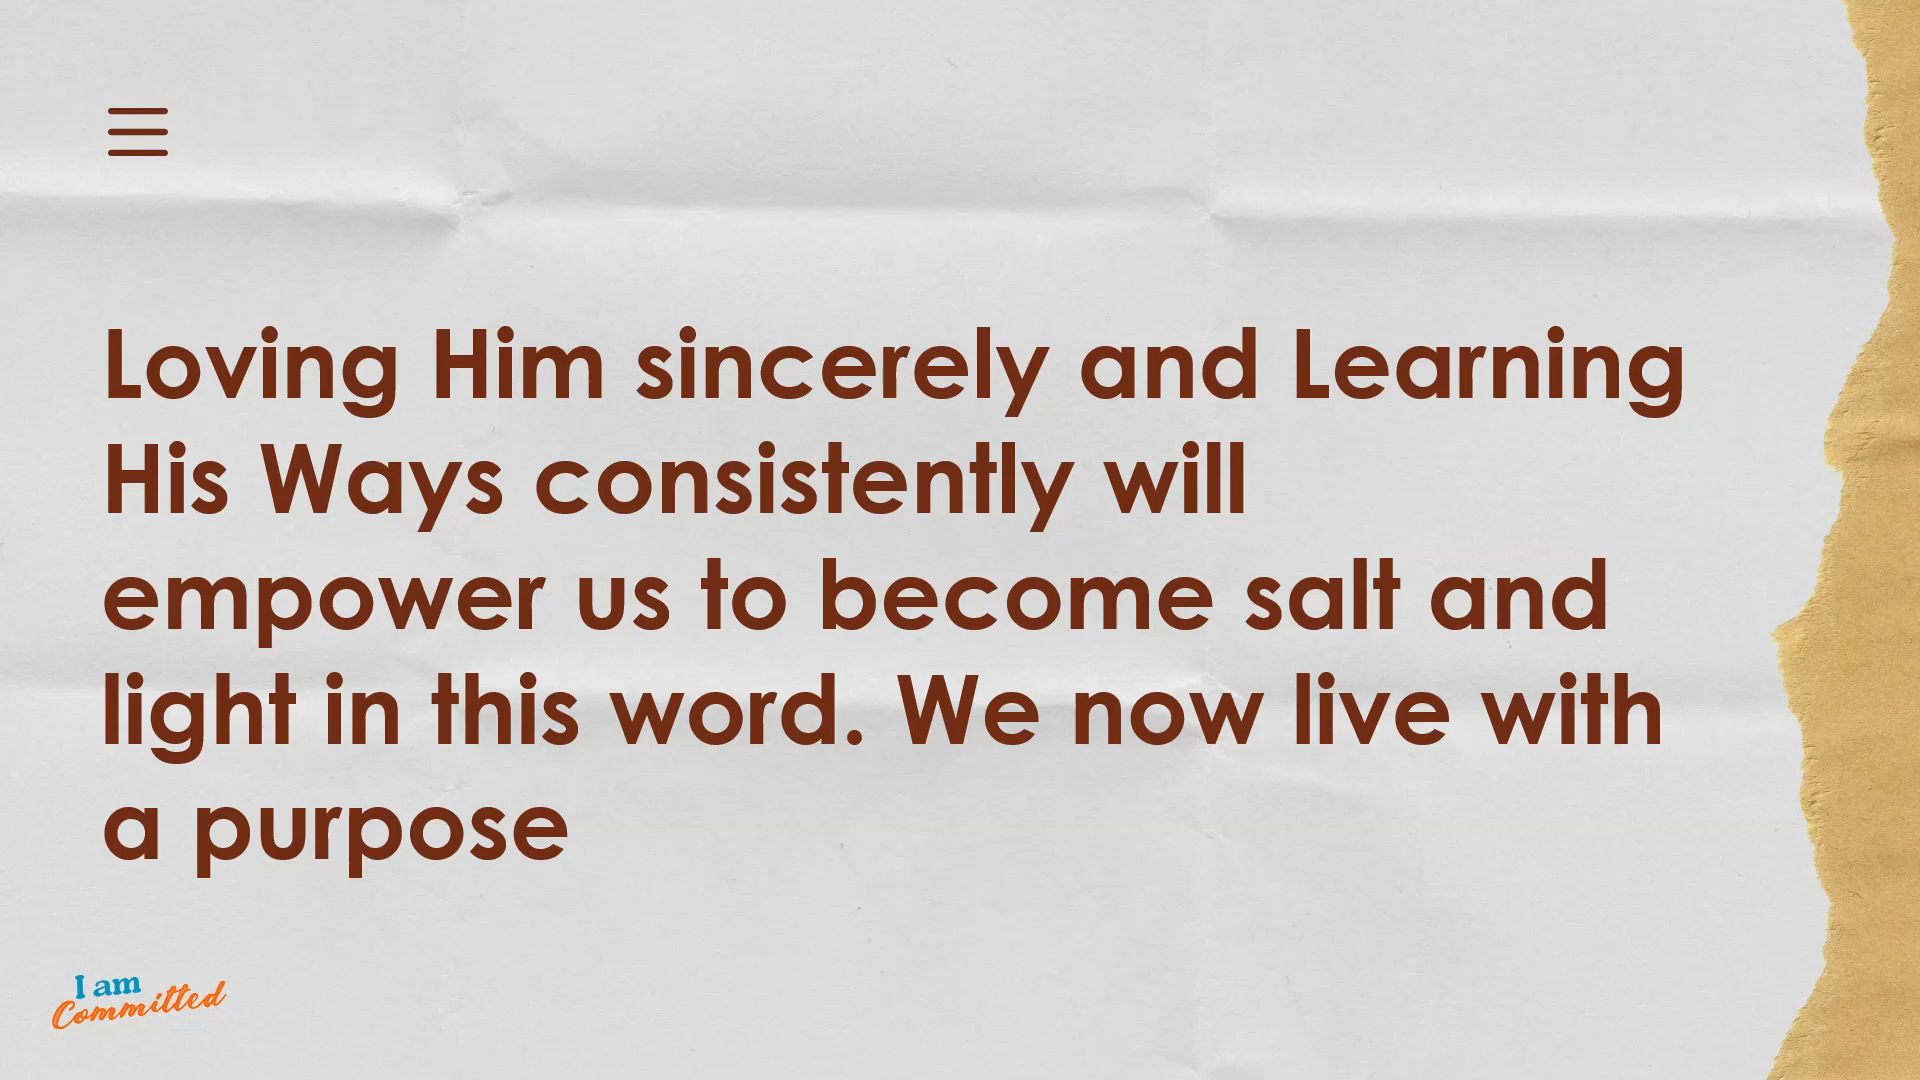 Loving Him sincerely and Learning
His Ways consistently will
empower us to become salt and
light in this word. We now live with
a purpose
I am
Committed